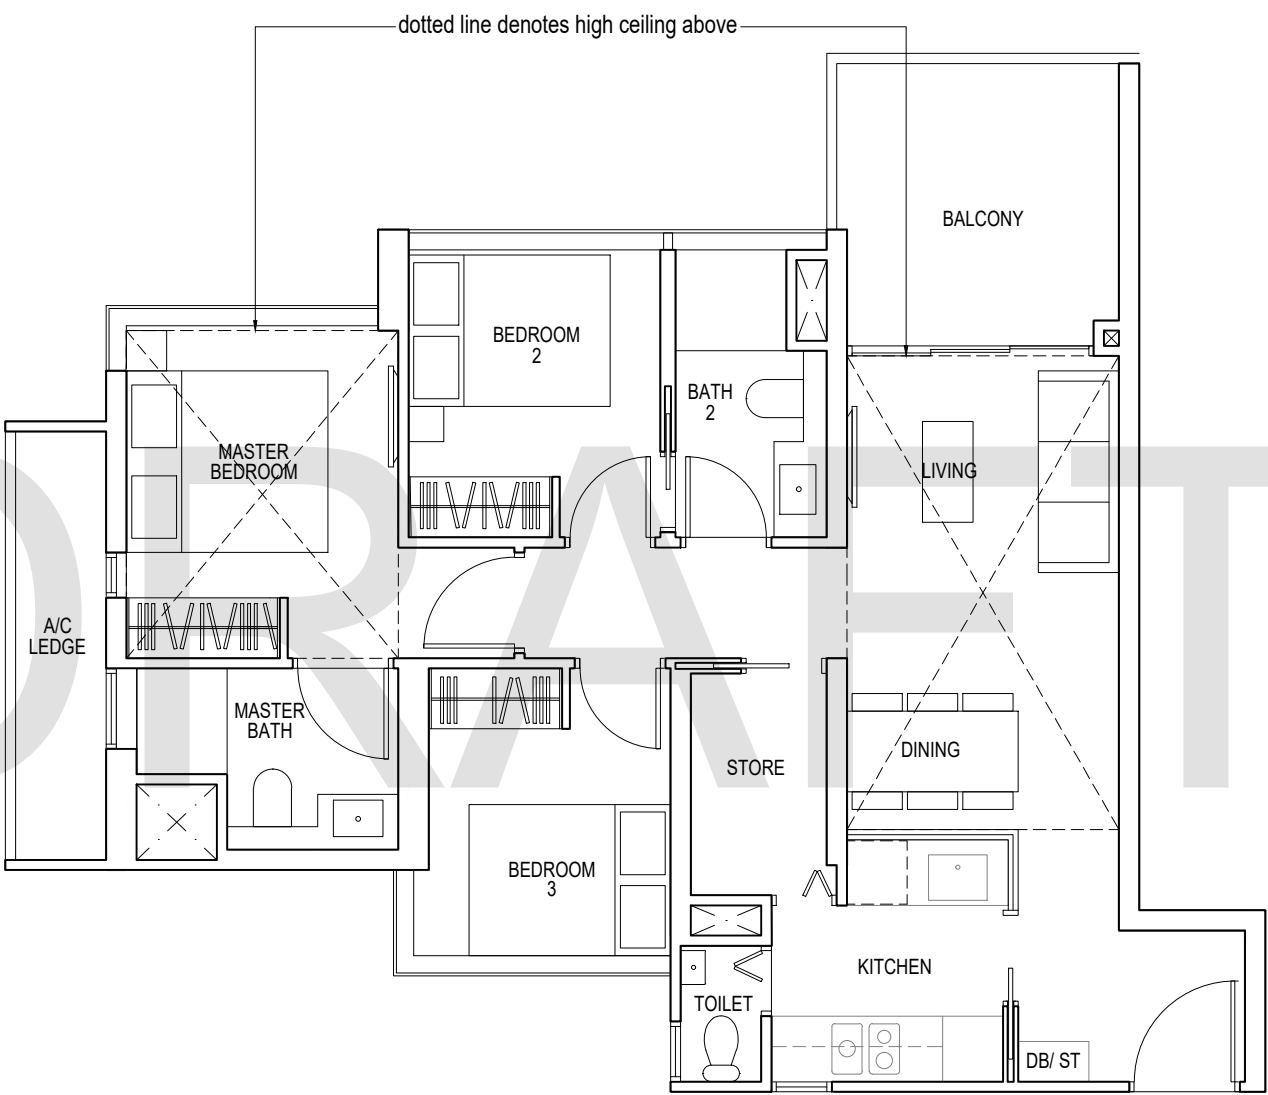 dotted line denotes high ceiling above
BALCONY
BEDROOM
2
BATH
2
MASTER
BEDROOM
LIVING
DRAFT
A/C
LEDGE
MASTER
BATH
STORE
DINING
BEDROOM
3
KITCHEN
TOILET
DB/ ST